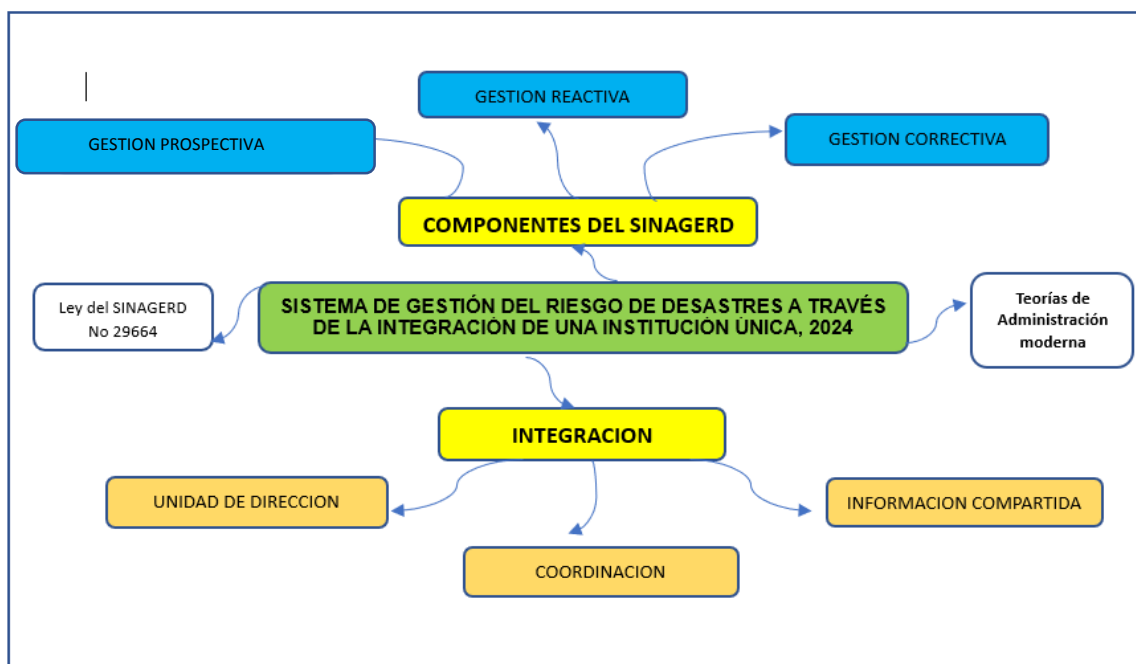 GESTION REACTIVA
GESTION PROSPECTIVA
GESTION CORRECTIVA
COMPONENTES DEL SINAGERD
Ley del SINAGERD
No 29664
SISTEMA DE GESTIÓN DEL RIESGO DE DESASTRES A TRAVÉS
DE LA INTEGRACIÓN DE UNA INSTITUCIÓN ÚNICA, 2024
Teorías de
Administración
moderna
INTEGRACION
UNIDAD DE DIRECCION
INFORMACION COMPARTIDA
COORDINACION